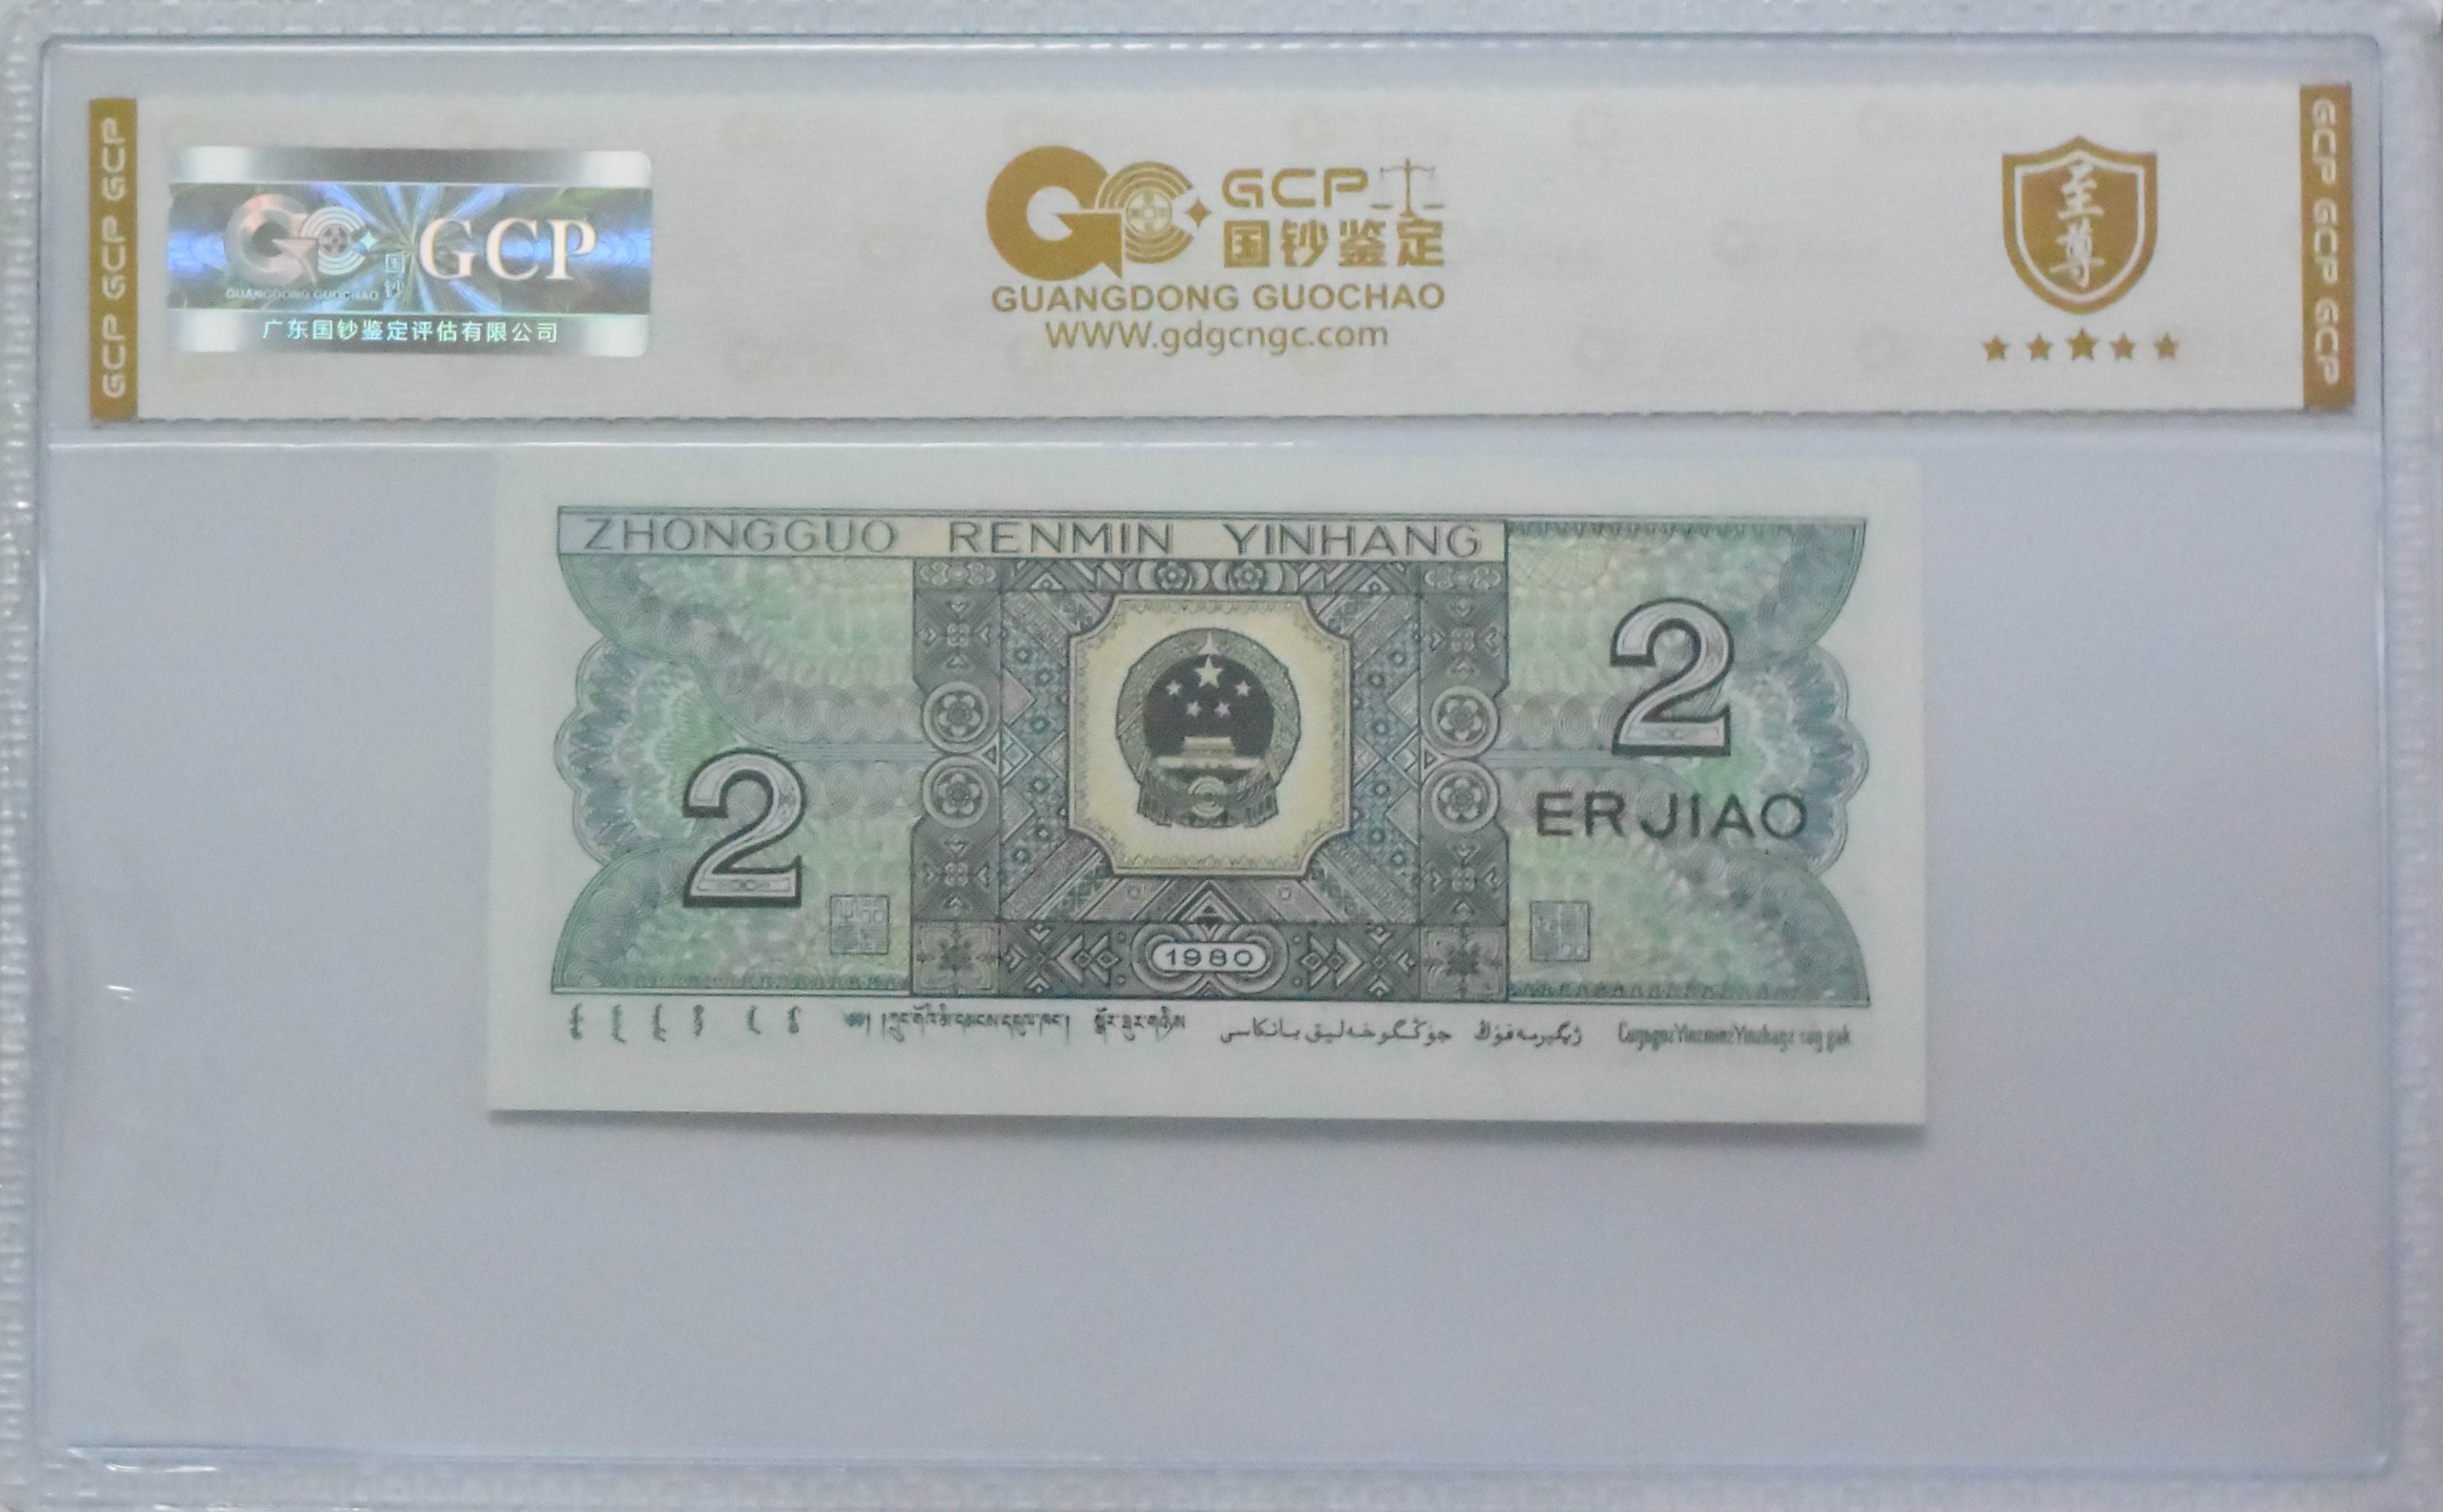 GCP GCP GCP
国钞
GCP
GUANGDONG GUOCHAO
广东国钞鉴定评估有限公司
GCP
国钞鉴定
GUANGDONG GUOCHAO
WWW.gdgcngc.com
至尊
GCP GCP GCP
ZHONGGUO RENMIN YINHANG
2
2
ERJIAO
1980
جۇڭگوخەلىق بانكاسى